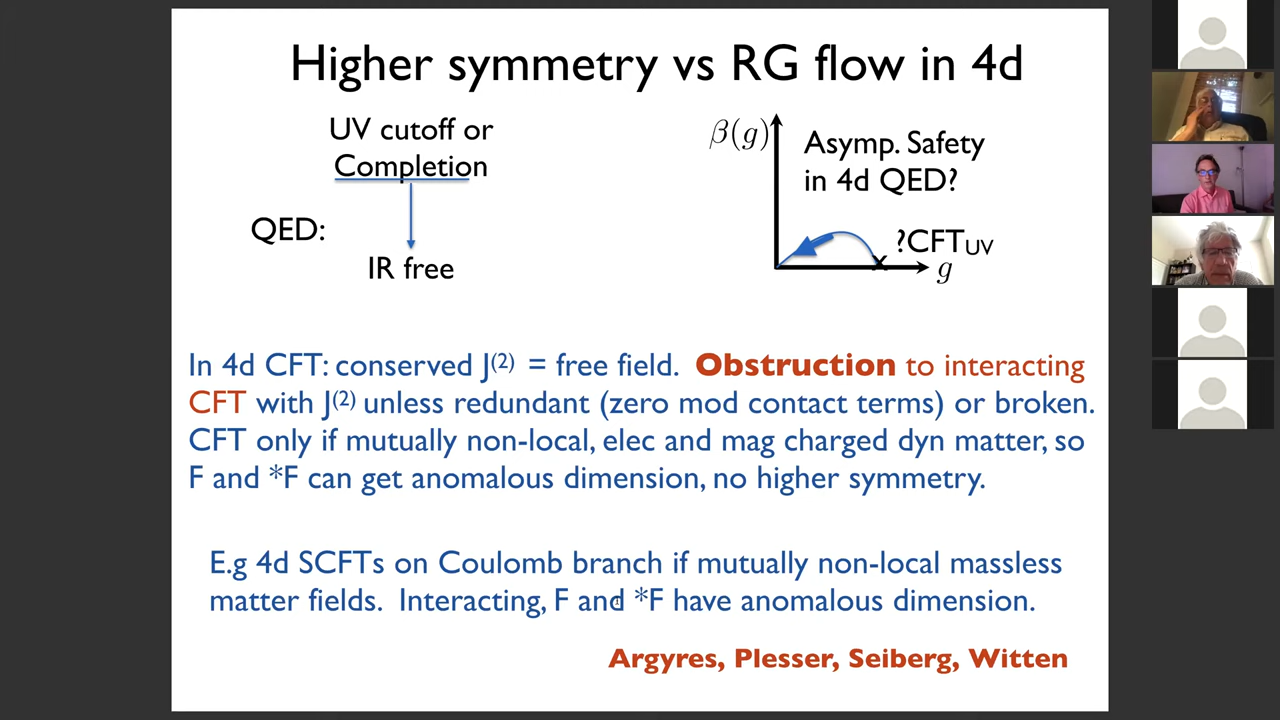 Higher symmetry vs RG flow in 4d
UV cutoff or
Completion
QED:
IR free
β(g)
Asymp. Safety
in 4d QED?
?CFT_UV
x
g
In 4d CFT: conserved J⁽²⁾ = free field. Obstruction to interacting
CFT with J⁽²⁾ unless redundant (zero mod contact terms) or broken.
CFT only if mutually non-local, elec and mag charged dyn matter, so
F and *F can get anomalous dimension, no higher symmetry.
E.g 4d SCFTs on Coulomb branch if mutually non-local massless
matter fields. Interacting, F and *F have anomalous dimension.
Argyres, Plesser, Seiberg, Witten